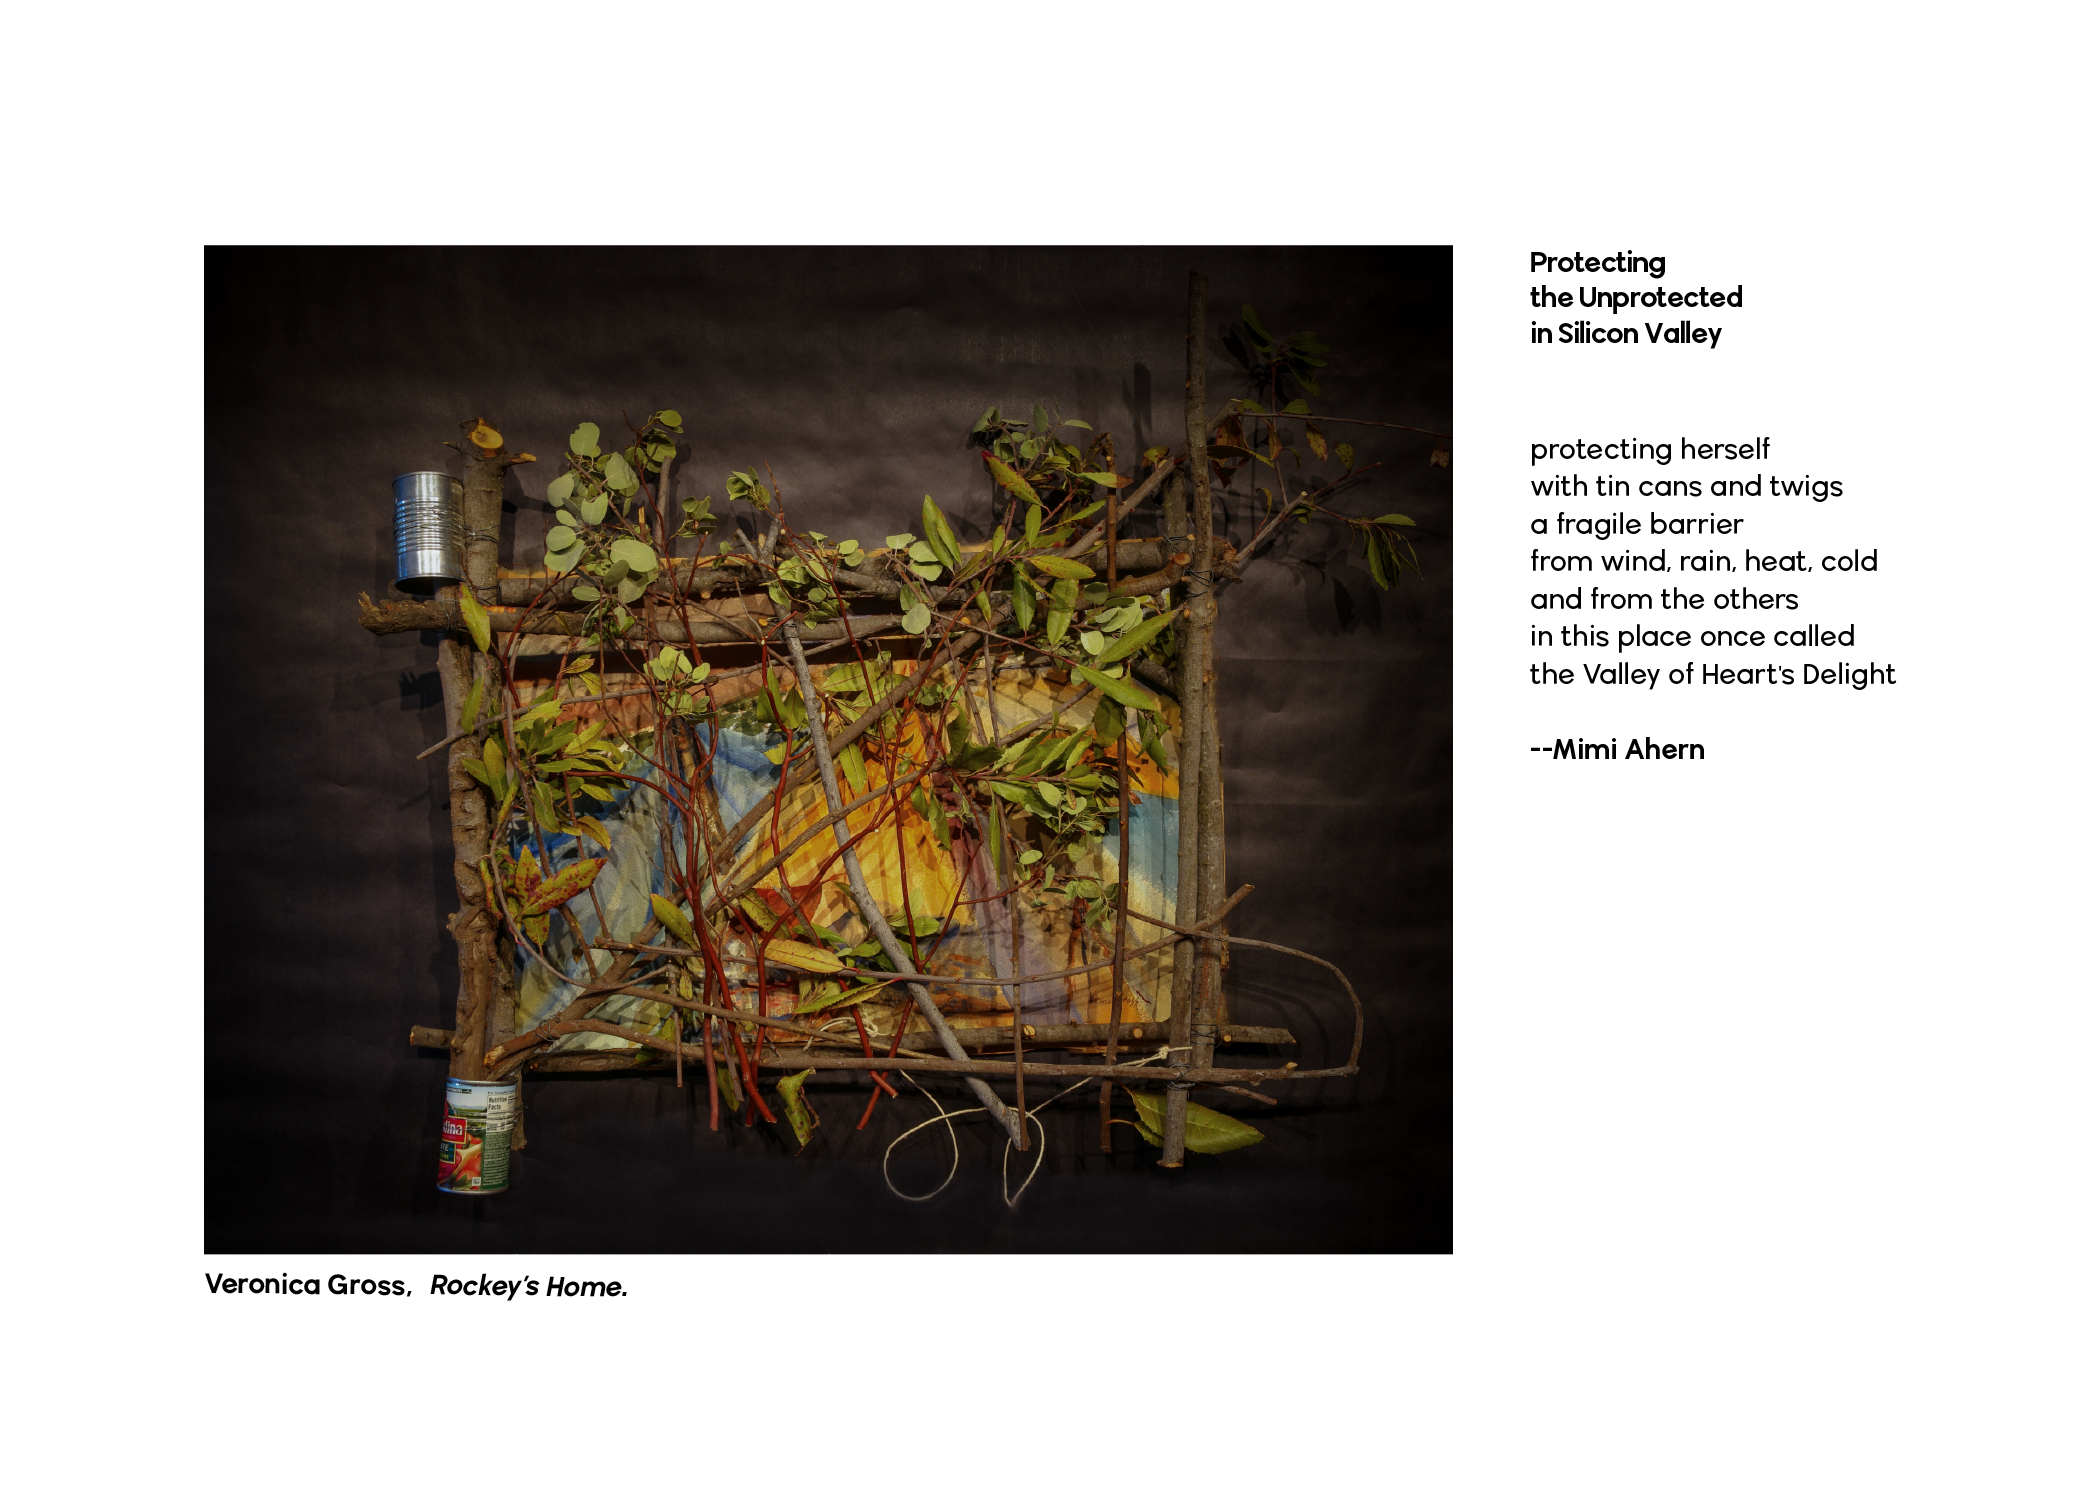 Protecting
the Unprotected
in Silicon Valley
protecting herself
with tin cans and twigs
a fragile barrier
from wind, rain, heat, cold
and from the others
in this place once called
the Valley of Heart's Delight
--Mimi Ahern
Nutrition
Facts
Veronica Gross, Rockey's Home.